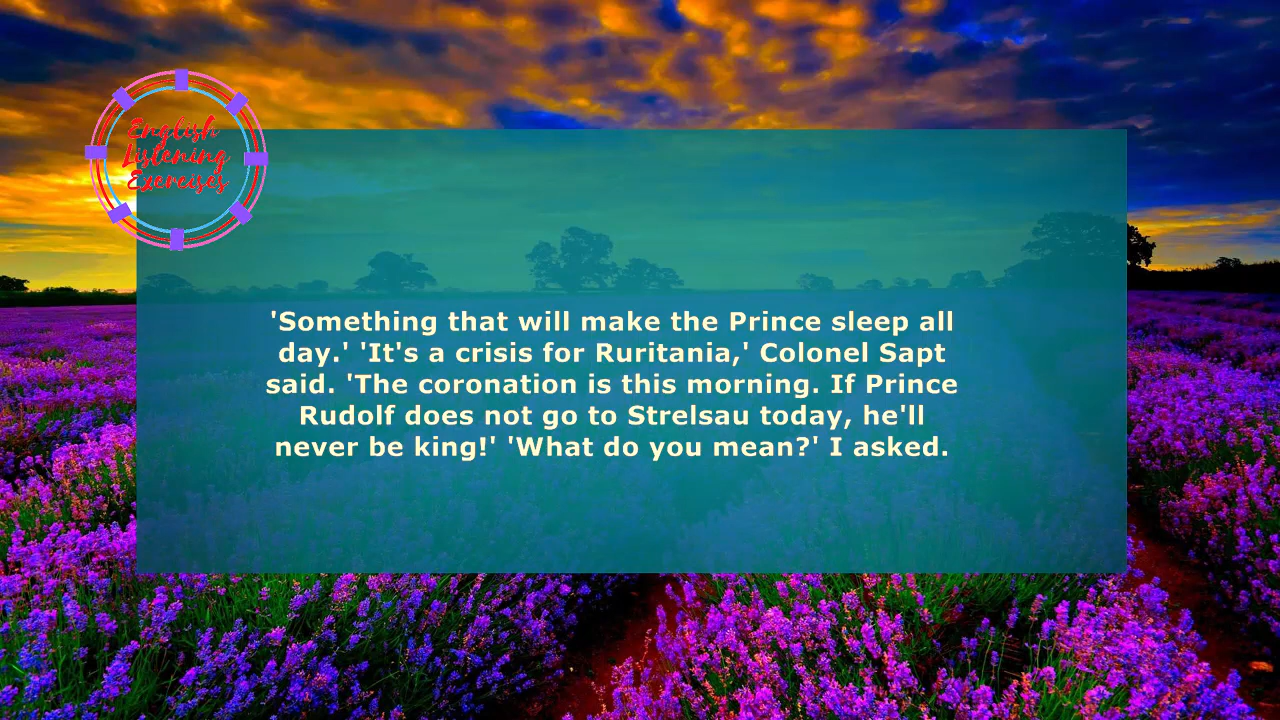 English
Listening
Exercises
'Something that will make the Prince sleep all
day.' 'It's a crisis for Ruritania,' Colonel Sapt
said. 'The coronation is this morning. If Prince
Rudolf does not go to Strelsau today, he'll
never be king!' 'What do you mean?' I asked.